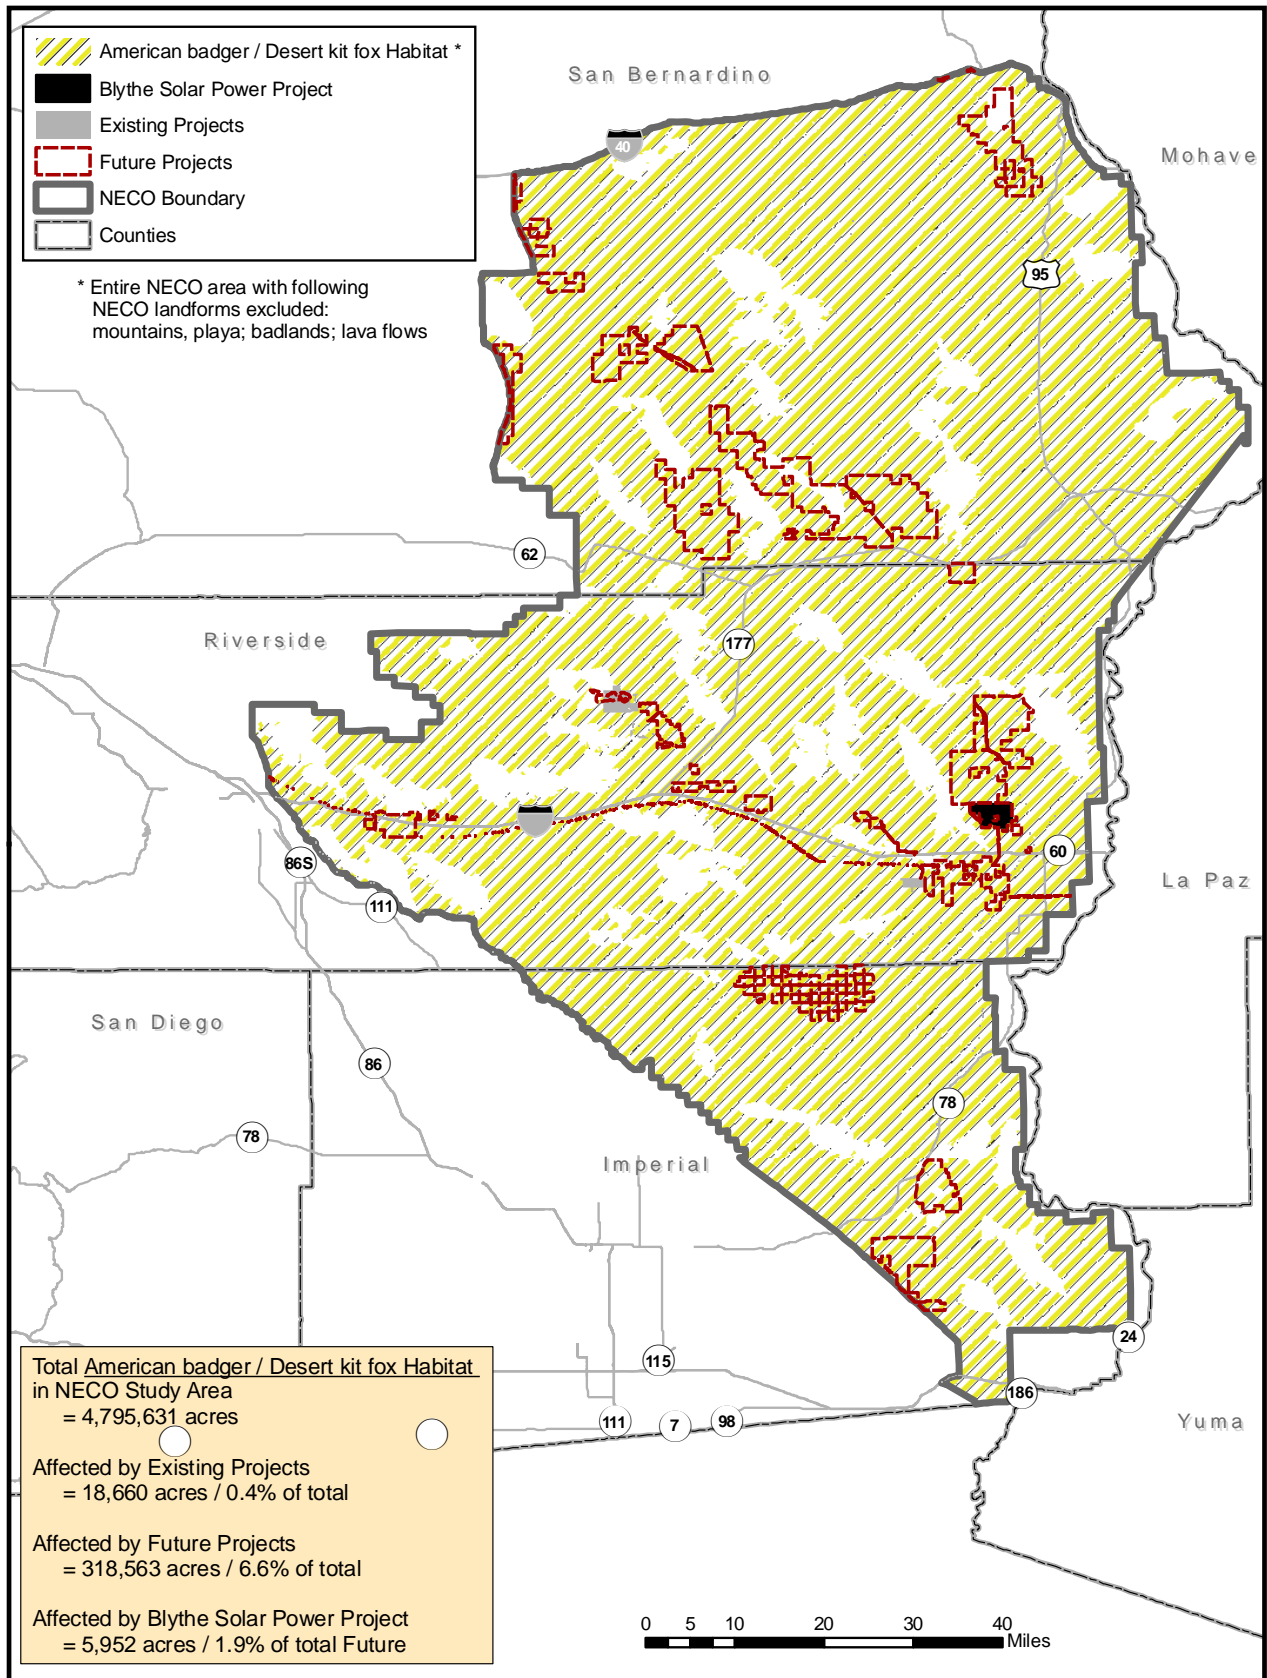 American badger / Desert kit fox Habitat *
Blythe Solar Power Project
Existing Projects
Future Projects
NECO Boundary
Counties
* Entire NECO area with following
NECO landforms excluded:
mountains, playa; badlands; lava flows
San Bernardino
40
Mohave
95
62
Riverside
177
60
86S
111
La Paz
San Diego
86
78
78
Imperial
24
115
186
111
7
98
Yuma
Total American badger / Desert kit fox Habitat
in NECO Study Area
= 4,795,631 acres
Affected by Existing Projects
= 18,660 acres / 0.4% of total
Affected by Future Projects
= 318,563 acres / 6.6% of total
Affected by Blythe Solar Power Project
= 5,952 acres / 1.9% of total Future
0 5 10 20 30 40
Miles